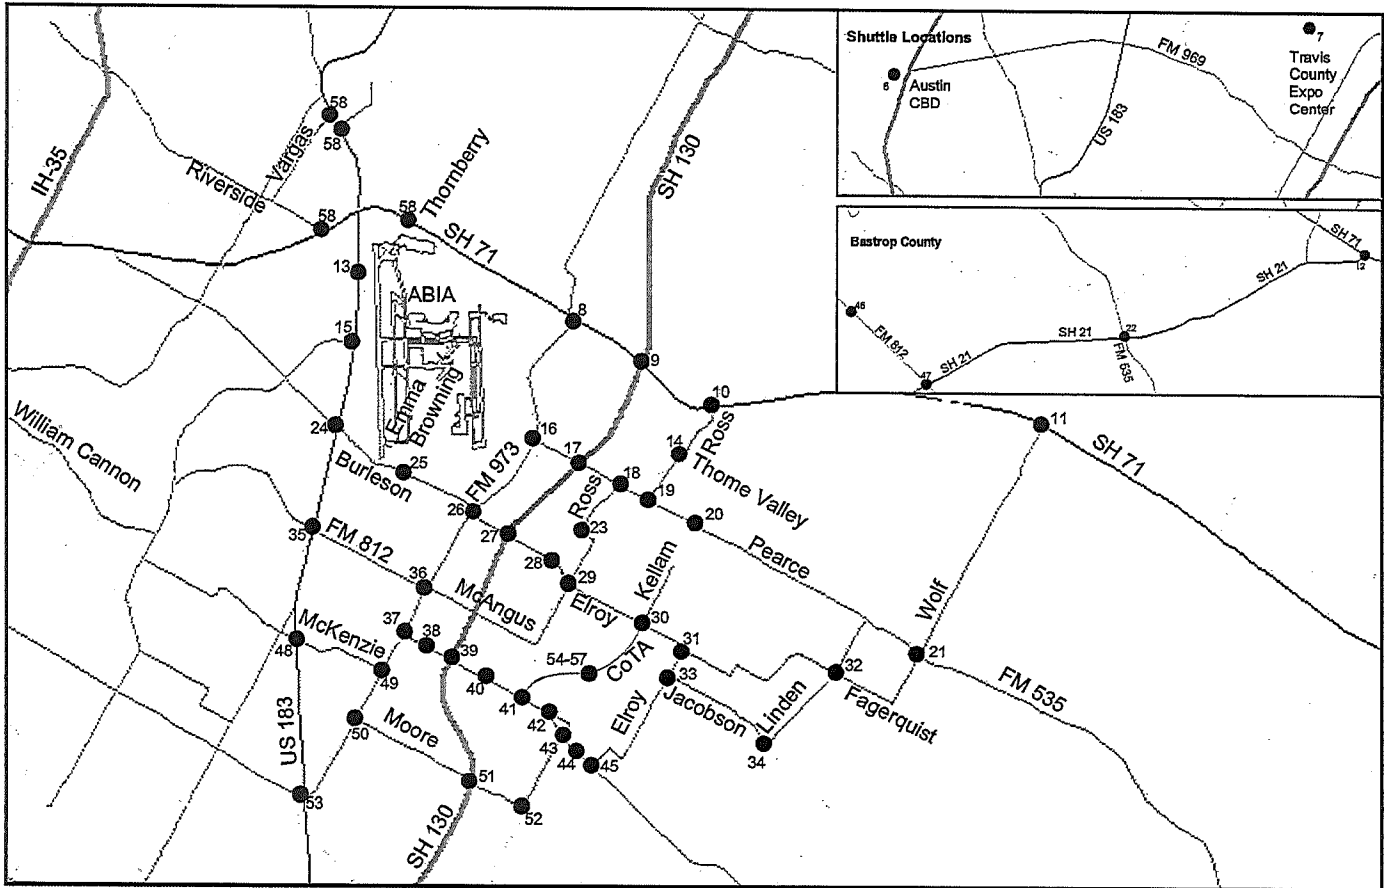 Shuttle Locations
7
Travis
County
Expo
Center
6
Austin
CBD
FM 969
US 183
Bastrop County
SH 71
12
SH 21
46
FM 812
47
SH 21
SH 21
22
FM 535
IH-35
58
58
Vargas
Riverside
58
58
Thornberry
SH 71
SH 130
13
ABIA
15
8
9
10
Ross
11
SH 71
Emma
Browning
William Cannon
24
25
Burleson
16
FM 973
17
14
Thome Valley
18
19
20
Ross
23
26
27
28
29
Pearce
Kellam
Elroy
30
Wolf
35
FM 812
36
McAngus
37
38
39
McKenzie
48
49
40
54-57
CoTA
31
33
Jacobson
32
21
FM 535
Fagerquist
Linden
34
41
42
43
44
45
Elroy
50
Moore
51
52
US 183
53
SH 130